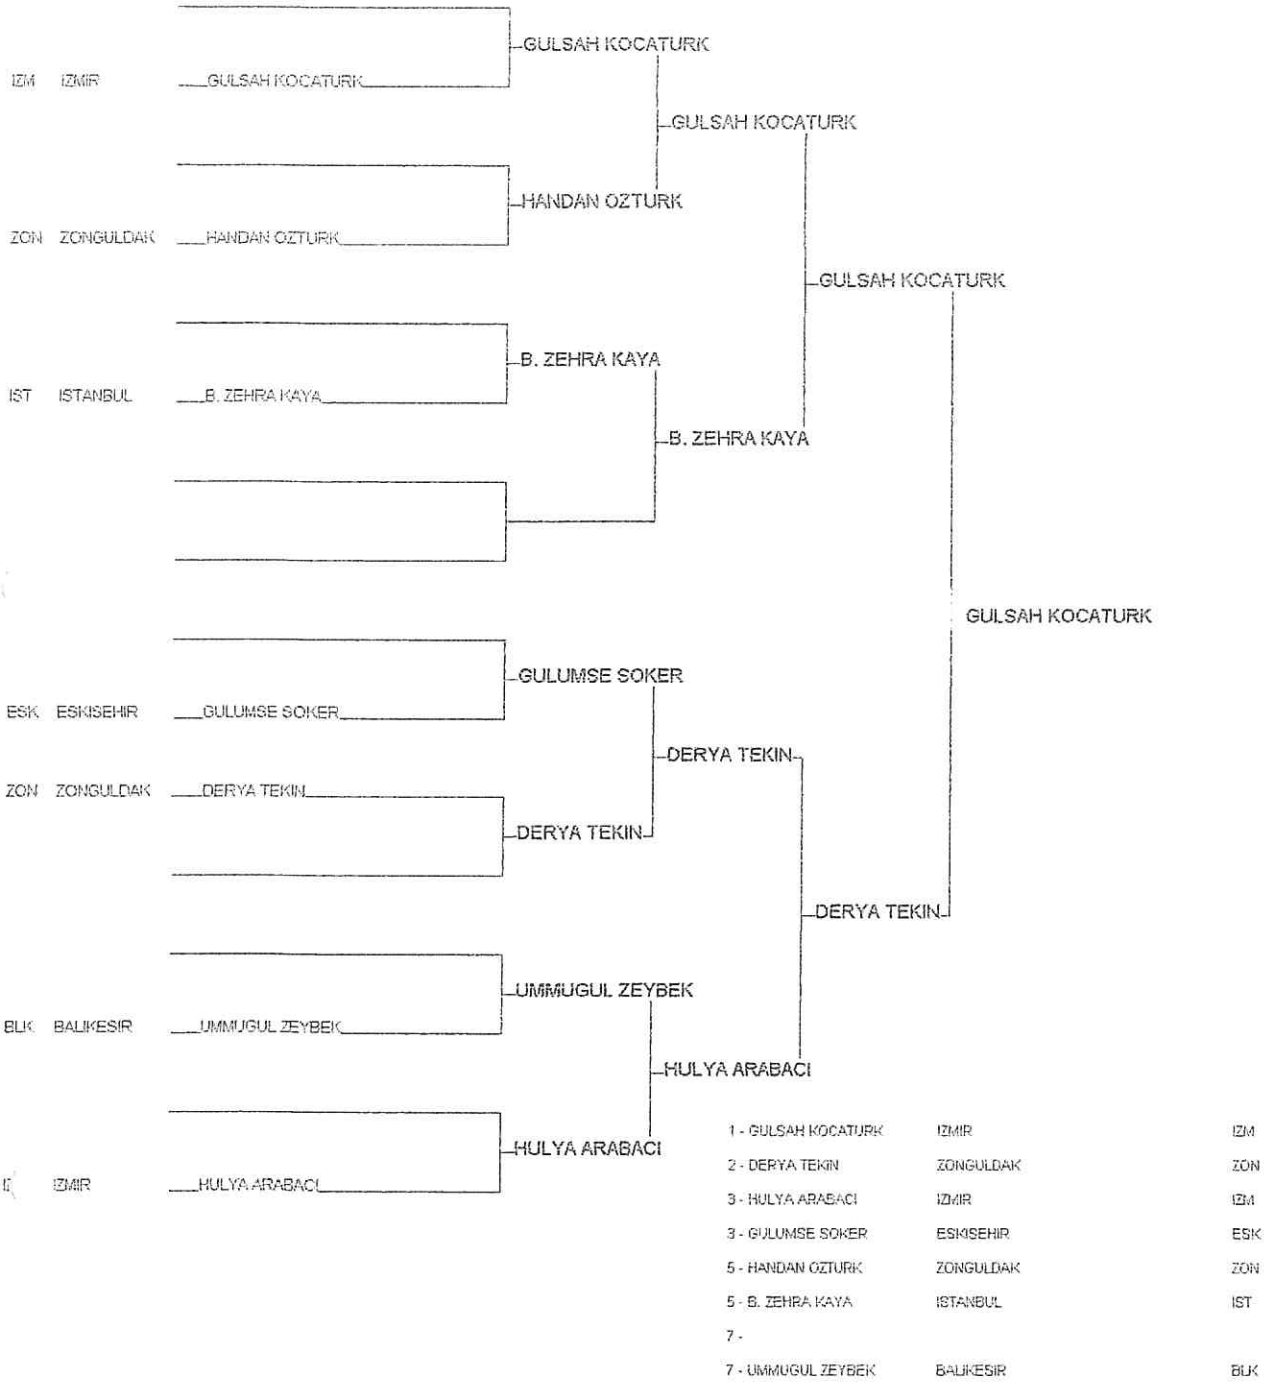 GULSAH KOCATURK
IZM IZMIR GULSAH KOCATURK
GULSAH KOCATURK
HANDAN OZTURK
ZON ZONGULDAK HANDAN OZTURK
GULSAH KOCATURK
B. ZEHRA KAYA
IST ISTANBUL B. ZEHRA KAYA
B. ZEHRA KAYA
GULSAH KOCATURK
GULUMSE SOKER
ESK ESKISEHIR GULUMSE SOKER
DERYA TEKIN
ZON ZONGULDAK DERYA TEKIN
DERYA TEKIN
DERYA TEKIN
UMMUGUL ZEYBEK
BLK BALIKESIR UMMUGUL ZEYBEK
HULYA ARABACI
HULYA ARABACI
IZMIR HULYA ARABACI
1 - GULSAH KOCATURK IZMIR IZM
2 - DERYA TEKIN ZONGULDAK ZON
3 - HULYA ARABACI IZMIR IZM
3 - GULUMSE SOKER ESKISEHIR ESK
5 - HANDAN OZTURK ZONGULDAK ZON
5 - B. ZEHRA KAYA ISTANBUL IST
7 -
7 - UMMUGUL ZEYBEK BALIKESIR BLK